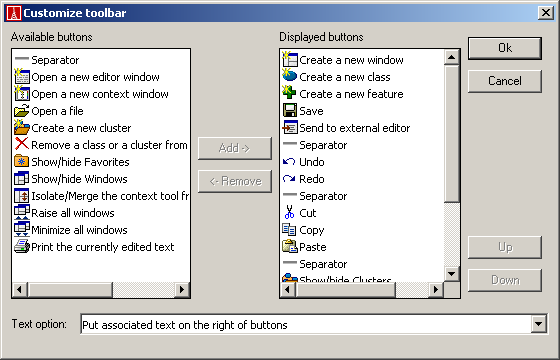 Customize toolbar
Available buttons
Separator
Open a new editor window
Open a new context window
Open a file
Create a new cluster
Remove a class or a cluster from
Show/hide Favorites
Show/hide Windows
Isolate/Merge the context tool fr
Raise all windows
Minimize all windows
Print the currently edited text
Add ->
<- Remove
Displayed buttons
Create a new window
Create a new class
Create a new feature
Save
Send to external editor
Separator
Undo
Redo
Separator
Cut
Copy
Paste
Separator
Show/hide Clusters
Ok
Cancel
Up
Down
Text option: Put associated text on the right of buttons